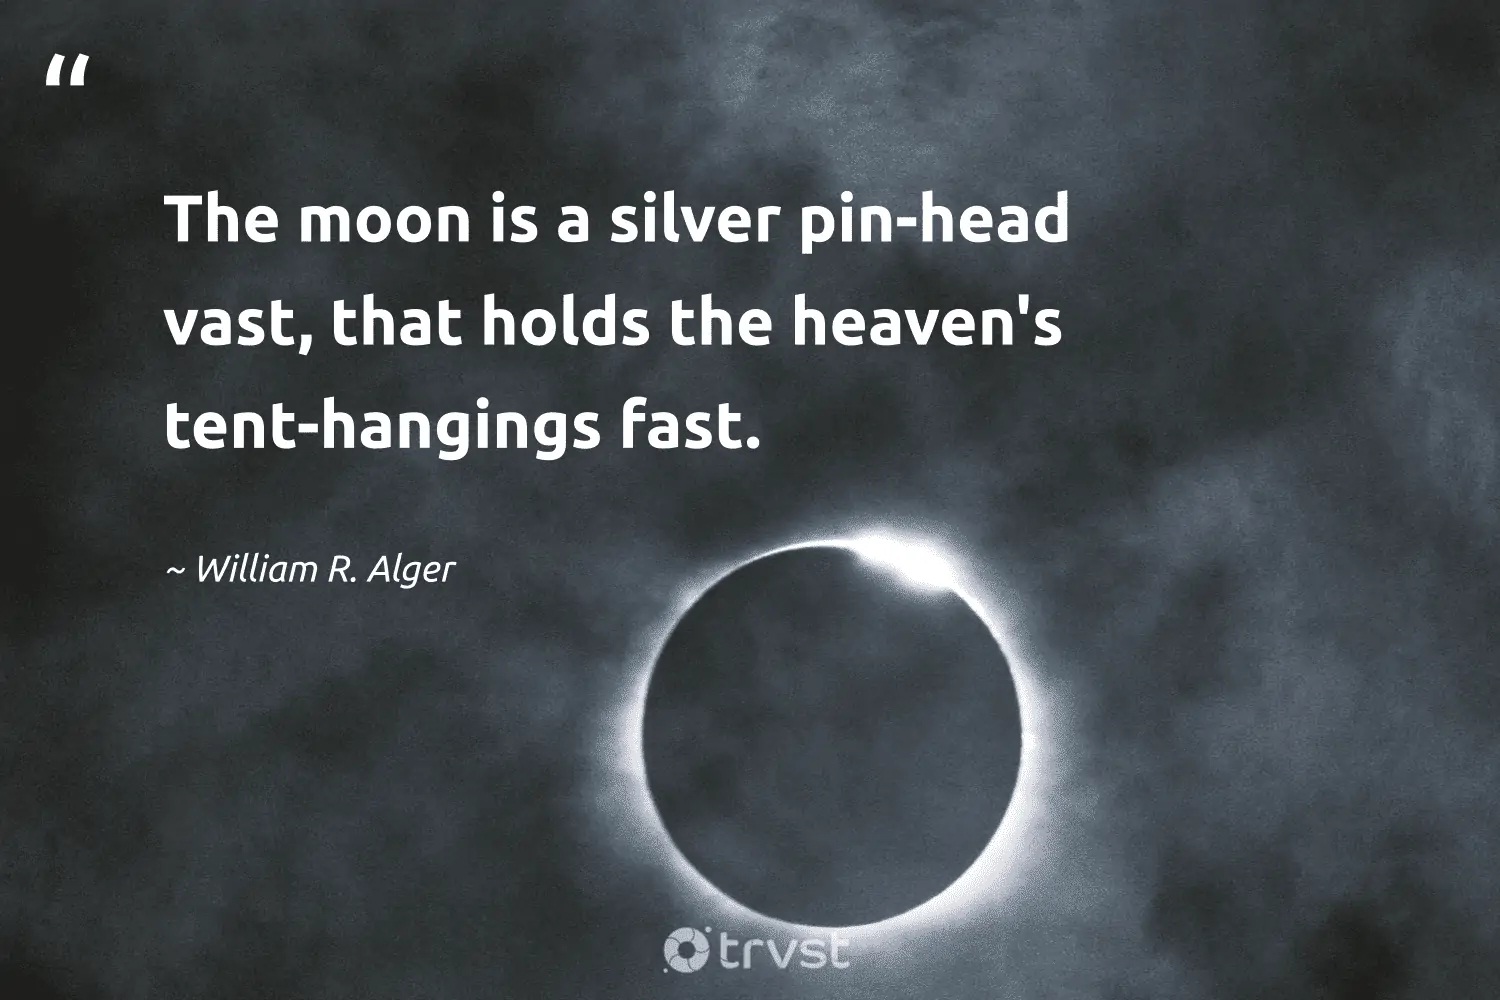 “
The moon is a silver pin-head
vast, that holds the heaven's
tent-hangings fast.
~ William R. Alger
trvst